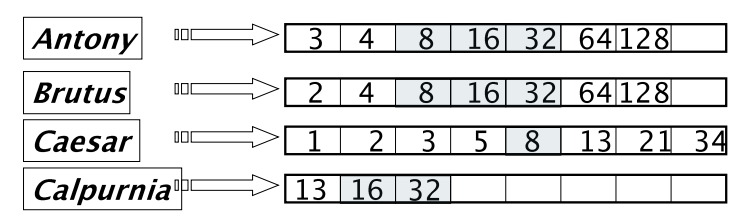 Antony 3 4 8 16 32 64 128
Brutus 2 4 8 16 32 64 128
Caesar 1 2 3 5 8 13 21 34
Calpurnia 13 16 32